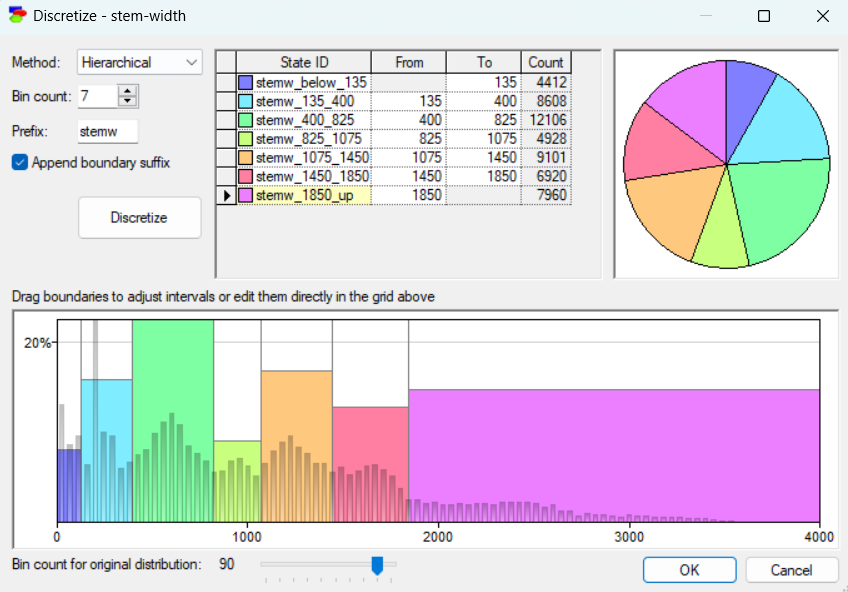 Discretize - stem-width
Method: Hierarchical
Bin count: 7
Prefix: stemw
Append boundary suffix
Discretize
State ID From To Count
stemw_below_135 135 4412
stemw_135_400 135 400 8608
stemw_400_825 400 825 12106
stemw_825_1075 825 1075 4928
stemw_1075_1450 1075 1450 9101
stemw_1450_1850 1450 1850 6920
stemw_1850_up 1850 7960
Drag boundaries to adjust intervals or edit them directly in the grid above
20%
0 1000 2000 3000 4000
Bin count for original distribution: 90
OK Cancel